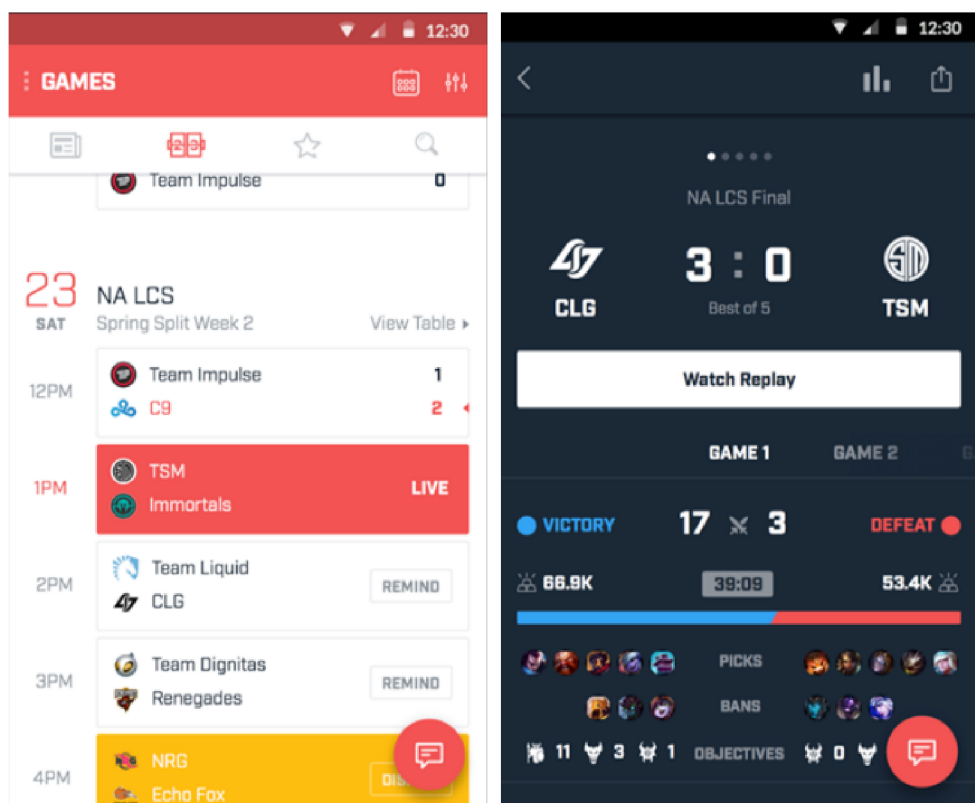 12:30
GAMES
Team Impulse 0
23 NA LCS
SAT Spring Split Week 2 View Table
12PM Team Impulse 1
C9 2
1PM TSM LIVE
Immortals
2PM Team Liquid REMIND
CLG
3PM Team Dignitas REMIND
Renegades
4PM NRG
Echo Fox
12:30
NA LCS Final
3 : 0
CLG Best of 5 TSM
Watch Replay
GAME 1 GAME 2
VICTORY 17 3 DEFEAT
66.9K 39:09 53.4K
PICKS
BANS
11 3 1 OBJECTIVES 0